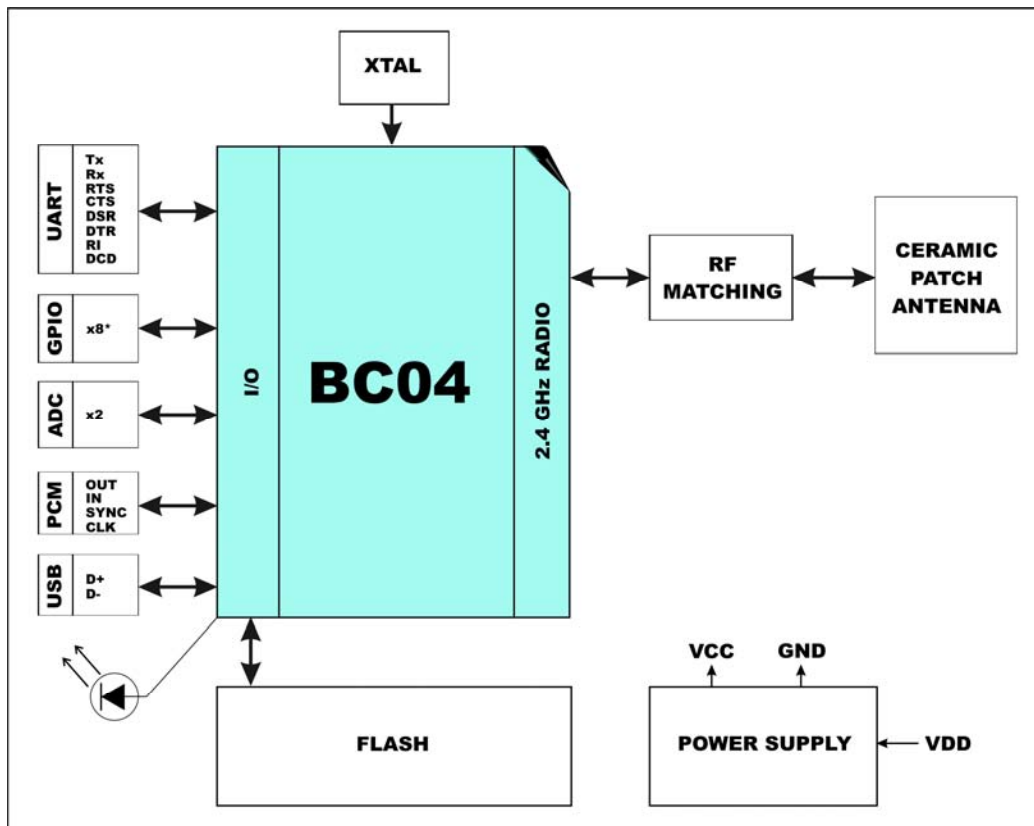 XTAL
UART
Tx
Rx
RTS
CTS
DSR
DTR
RI
DCD
GPIO
x8*
ADC
x2
PCM
OUT
IN
SYNC
CLK
USB
D+
D-
I/O
BC04
2.4 GHz RADIO
RF
MATCHING
CERAMIC
PATCH
ANTENNA
FLASH
VCC
GND
POWER SUPPLY
VDD